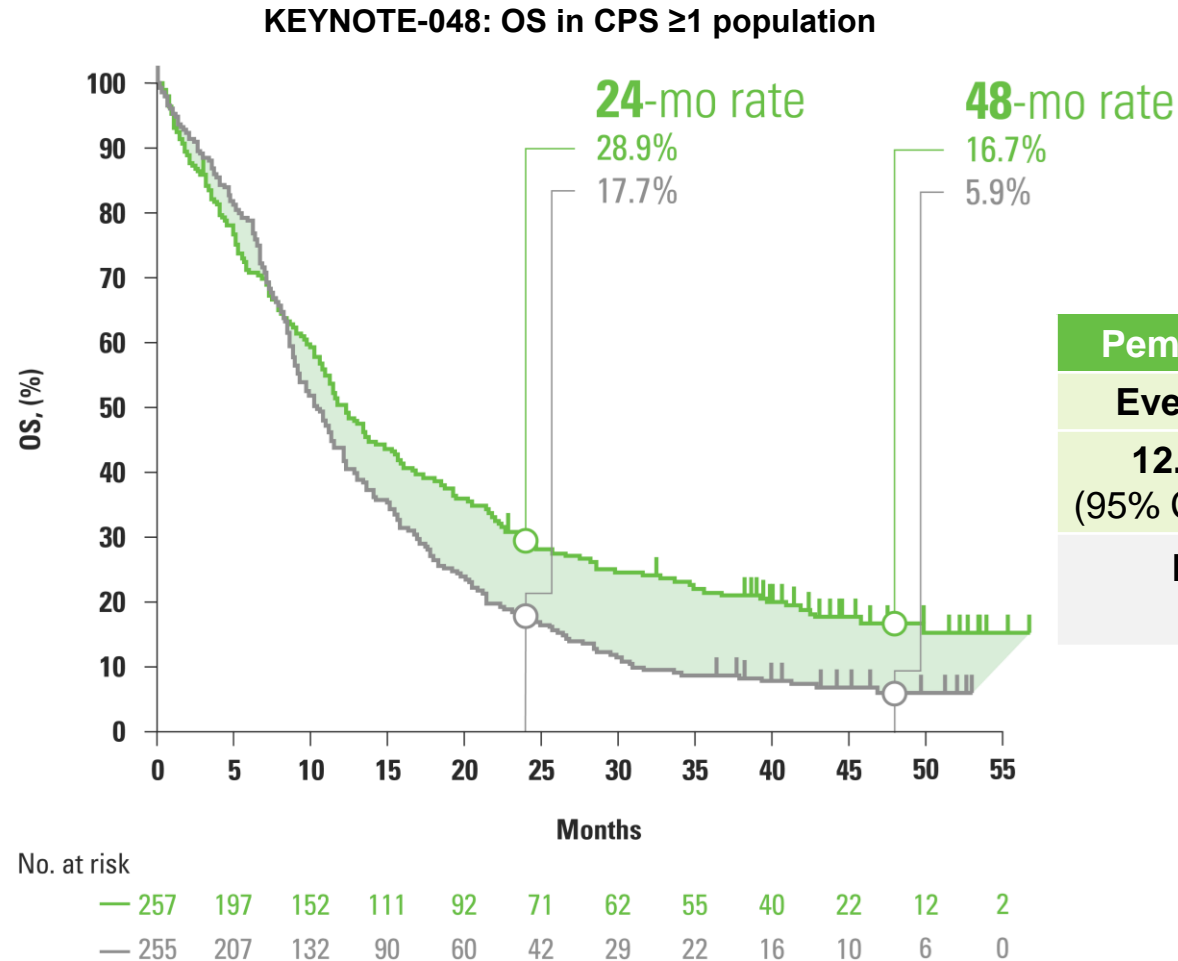 KEYNOTE-048: OS in CPS ≥1 population
24-mo rate
28.9%
17.7%
48-mo rate
16.7%
5.9%
100
90
80
70
60
50
40
30
20
10
0
OS, (%)
0 5 10 15 20 25 30 35 40 45 50 55
Months
Pem
Eve
12.
(95% C
No. at risk
257 197 152 111 92 71 62 55 40 22 12 2
255 207 132 90 60 42 29 22 16 10 6 0